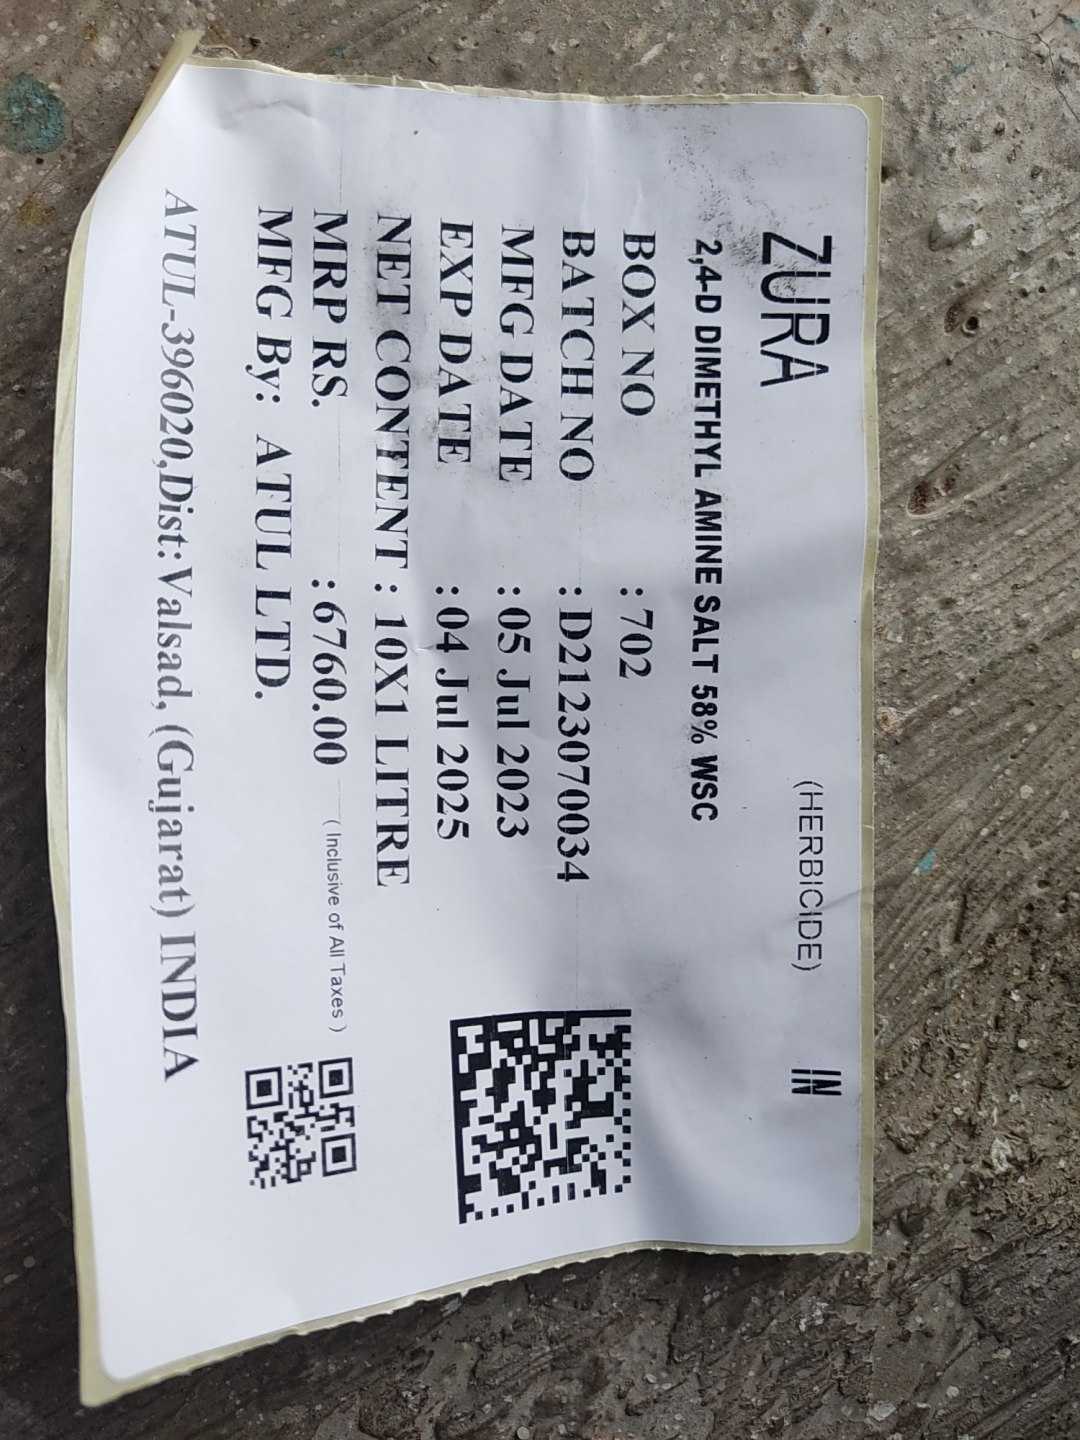 ZURA (HERBICIDE) IN
2,4-D DIMETHYL AMINE SALT 58% WSC
BOX NO : 702
BATCH NO : D2123070034
MFG DATE : 05 Jul 2023
EXP DATE : 04 Jul 2025
NET CONTENT : 10X1 LITRE
MRP RS. : 6760.00 ( Inclusive of All Taxes )
MFG By: ATUL LTD.
ATUL-396020,Dist:Valsad, (Gujarat) INDIA